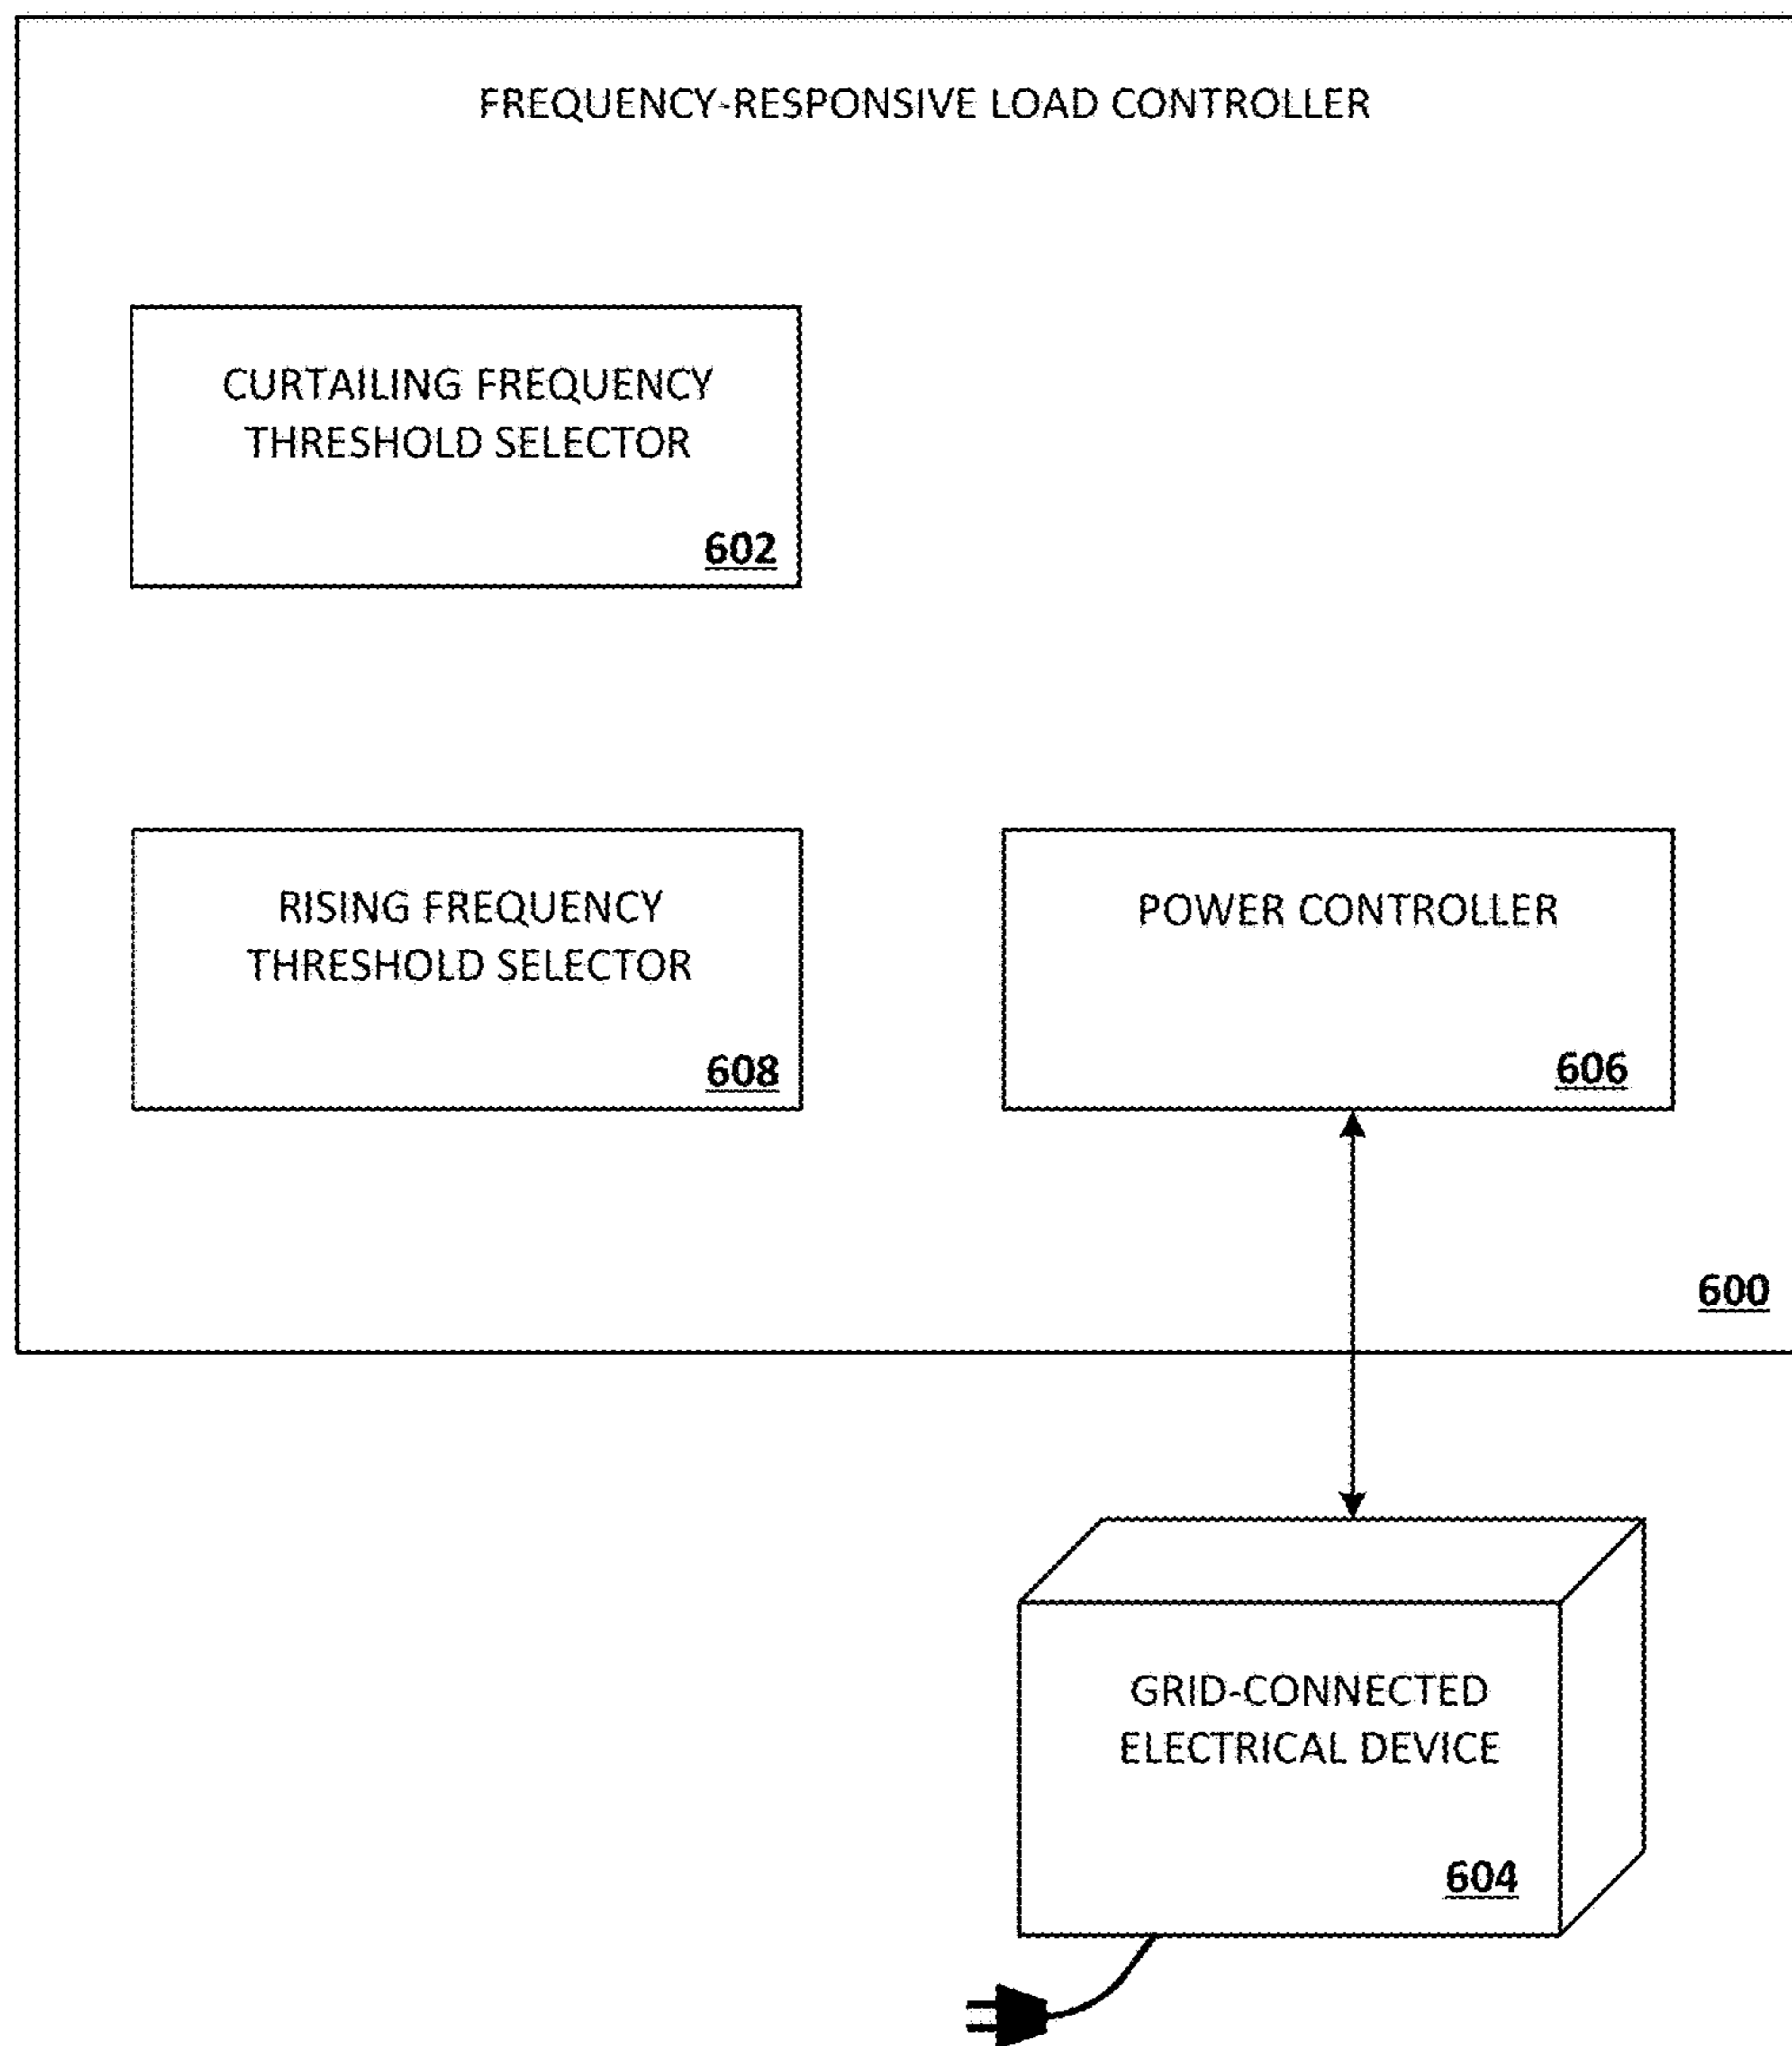 FREQUENCY-RESPONSIVE LOAD CONTROLLER
CURTAILING FREQUENCY
THRESHOLD SELECTOR
602
RISING FREQUENCY
THRESHOLD SELECTOR
608
POWER CONTROLLER
606
600
GRID-CONNECTED
ELECTRICAL DEVICE
604